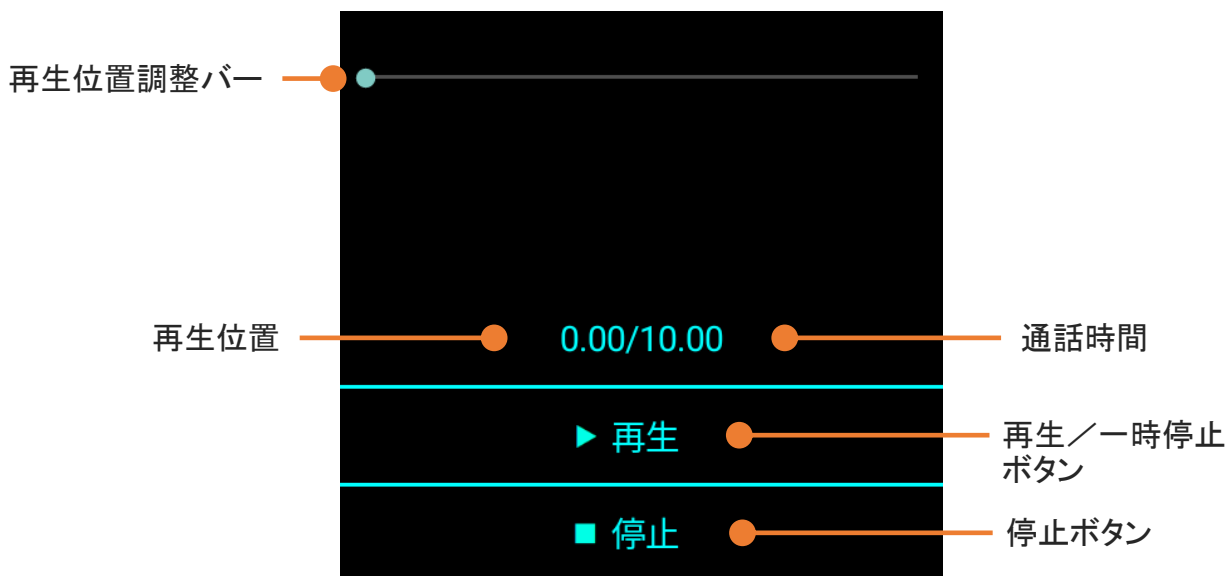 再生位置調整バー
再生位置
0.00/10.00
通話時間
▶ 再生
再生／一時停止
ボタン
■ 停止
停止ボタン